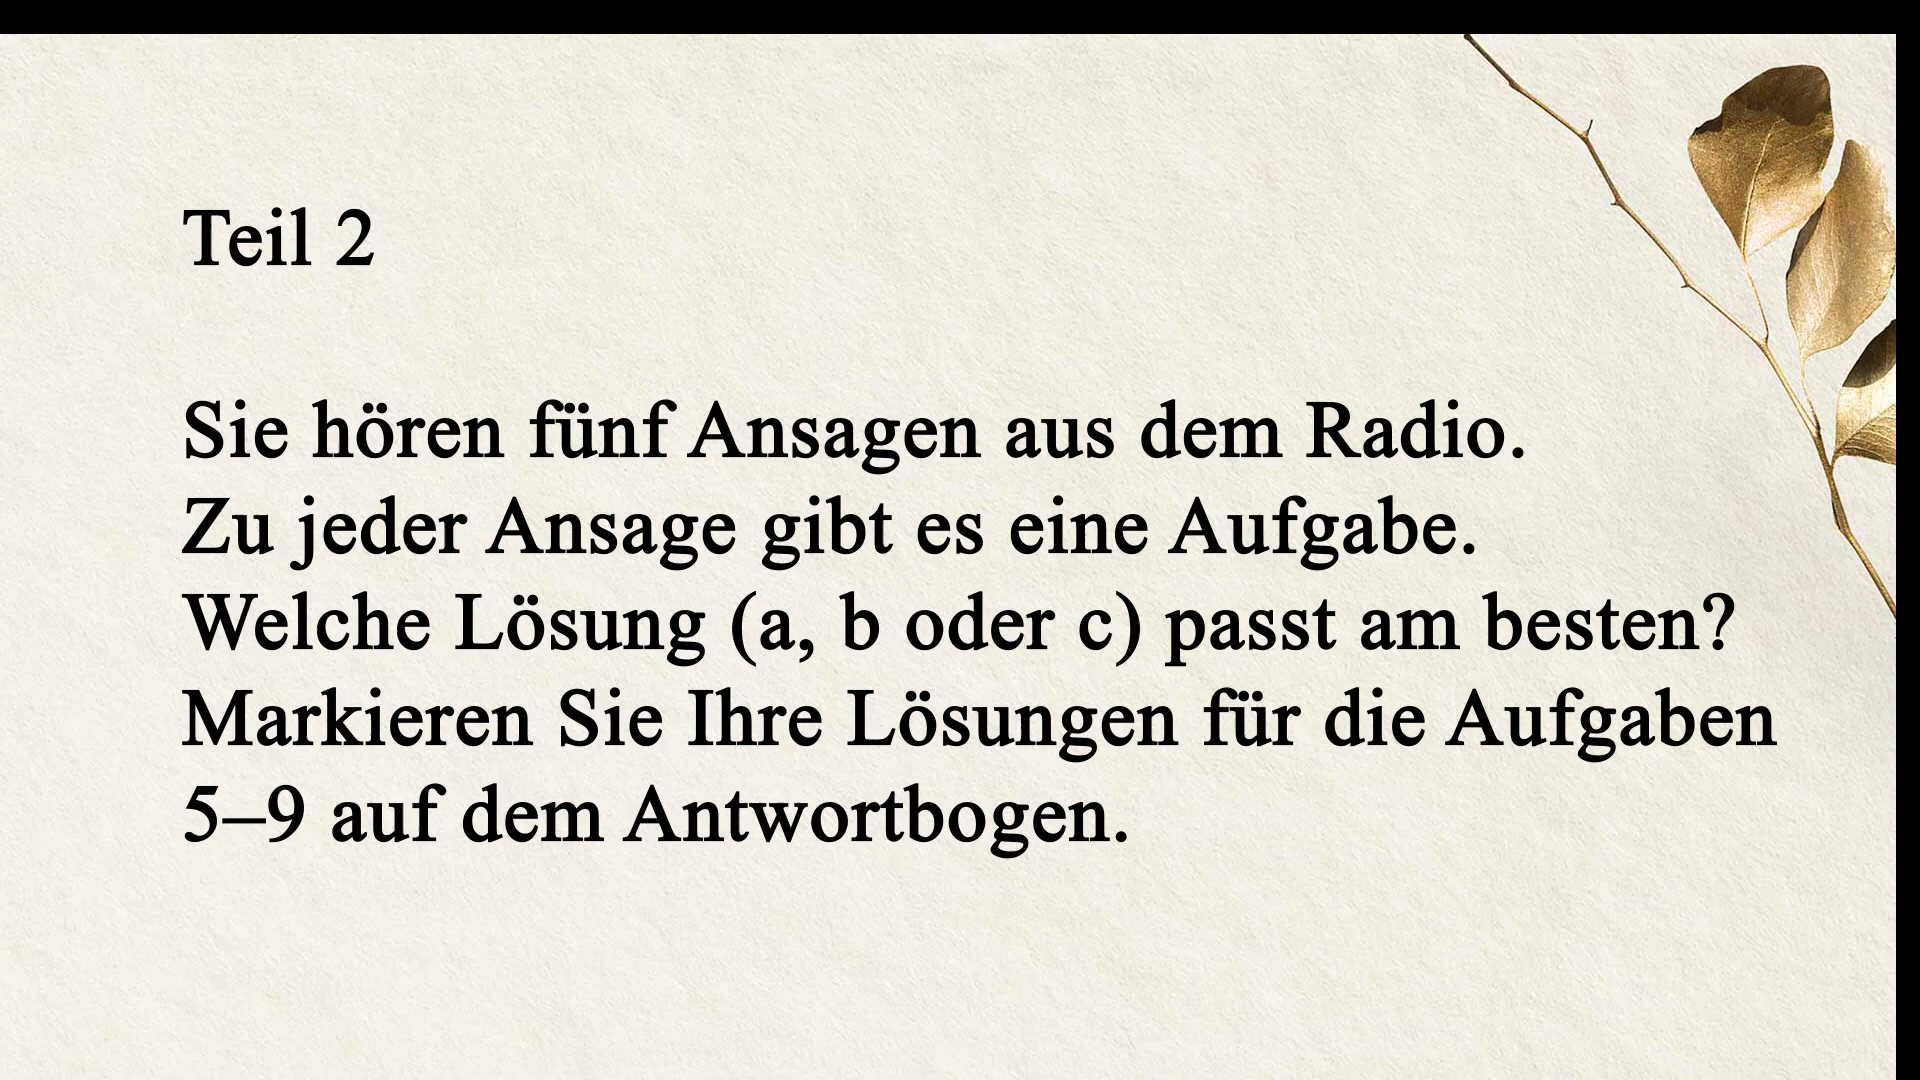 Teil 2
Sie hören fünf Ansagen aus dem Radio.
Zu jeder Ansage gibt es eine Aufgabe.
Welche Lösung (a, b oder c) passt am besten?
Markieren Sie Ihre Lösungen für die Aufgaben
5–9 auf dem Antwortbogen.